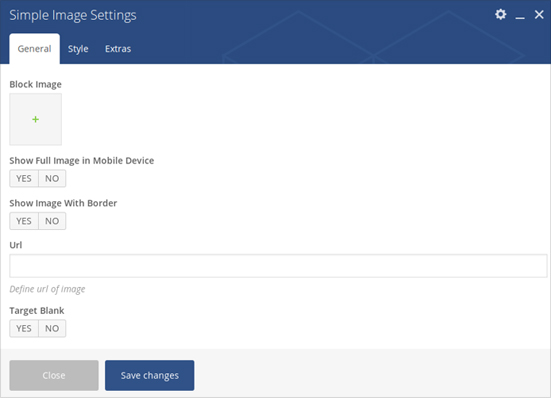 Simple Image Settings
General Style Extras
Block Image
+
Show Full Image in Mobile Device
YES NO
Show Image With Border
YES NO
Url
Define url of image
Target Blank
YES NO
Close Save changes